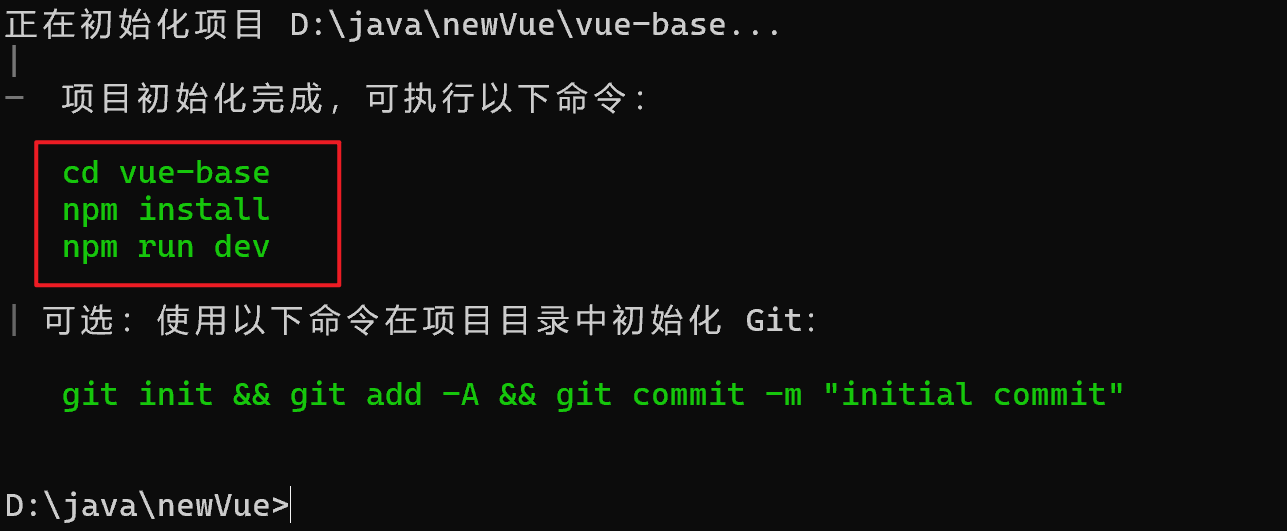 正在初始化项目 D:\java\newVue\vue-base...
项目初始化完成，可执行以下命令：
cd vue-base
npm install
npm run dev
| 可选：使用以下命令在项目目录中初始化 Git：
git init && git add -A && git commit -m "initial commit"
D:\java\newVue>